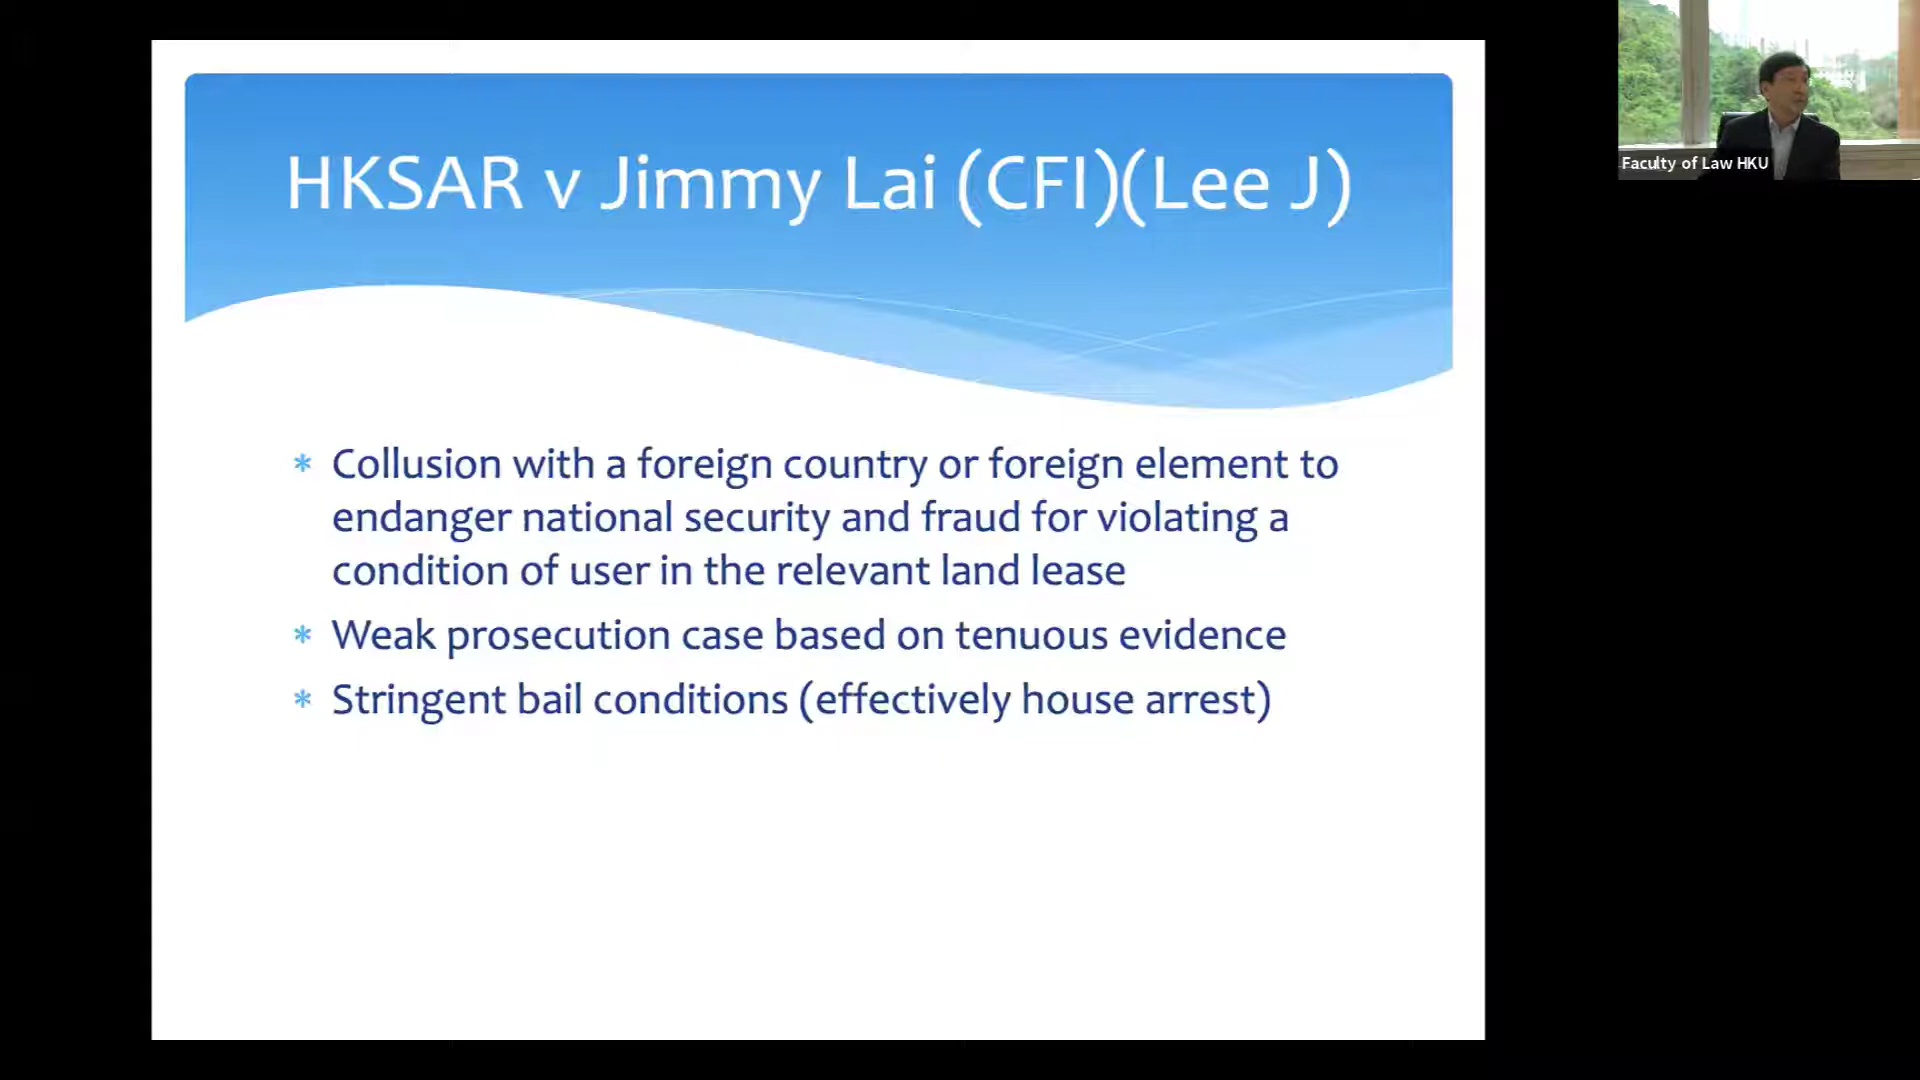 HKSAR v Jimmy Lai (CFI)(Lee J)
* Collusion with a foreign country or foreign element to
endanger national security and fraud for violating a
condition of user in the relevant land lease
* Weak prosecution case based on tenuous evidence
* Stringent bail conditions (effectively house arrest)
Faculty of Law HKU